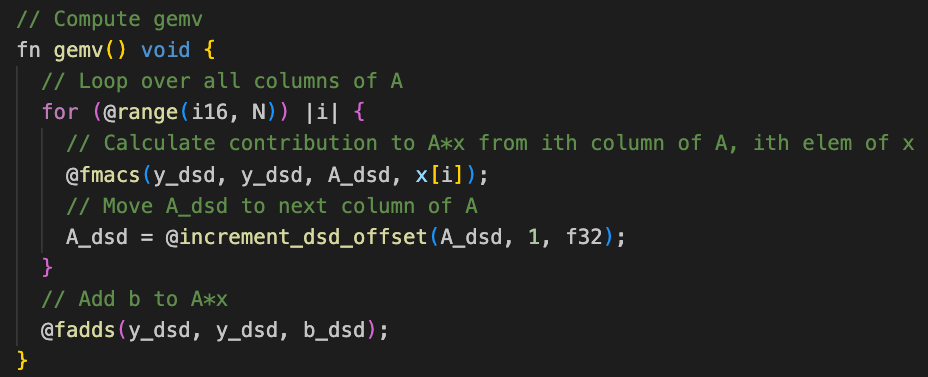 // Compute gemv
fn gemv() void {
  // Loop over all columns of A
  for (@range(i16, N)) |i| {
    // Calculate contribution to A*x from ith column of A, ith elem of x
    @fmacs(y_dsd, y_dsd, A_dsd, x[i]);
    // Move A_dsd to next column of A
    A_dsd = @increment_dsd_offset(A_dsd, 1, f32);
  }
  // Add b to A*x
  @fadds(y_dsd, y_dsd, b_dsd);
}